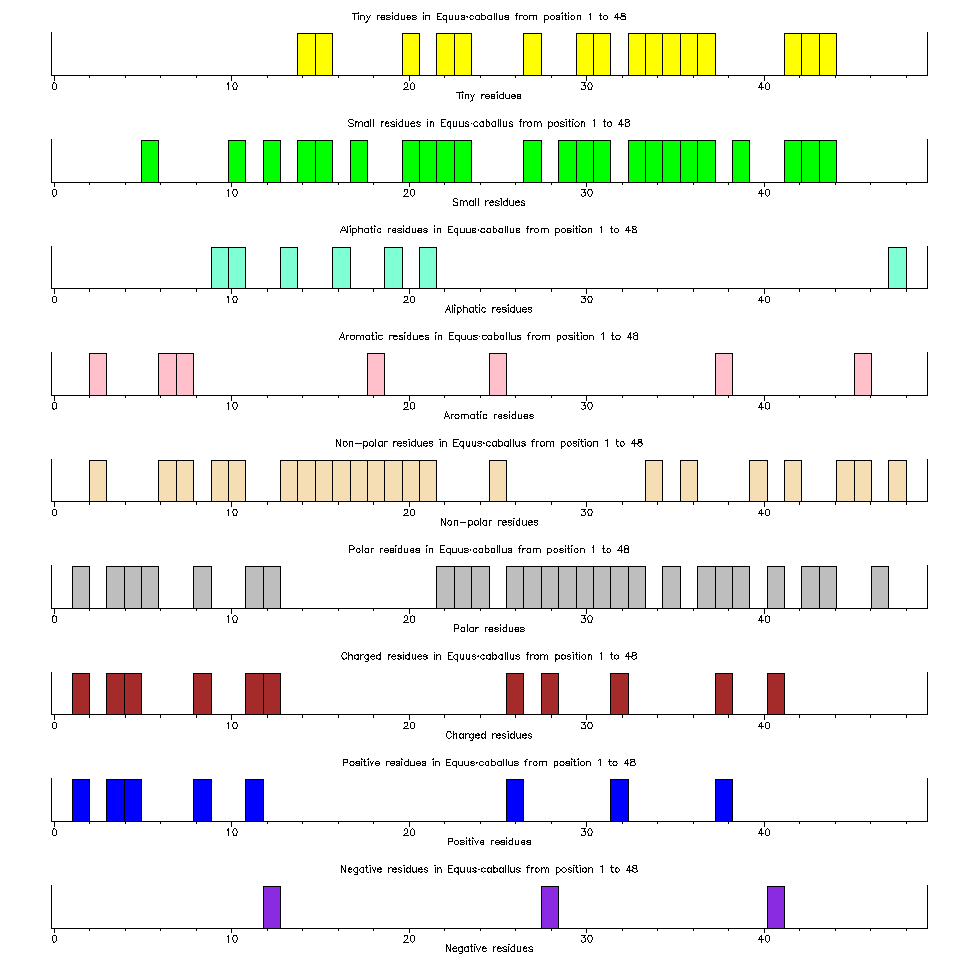 Tiny residues in Equus-caballus from position 1 to 48
0 10 20 30 40
Tiny residues
Small residues in Equus-caballus from position 1 to 48
0 10 20 30 40
Small residues
Aliphatic residues in Equus-caballus from position 1 to 48
0 10 20 30 40
Aliphatic residues
Aromatic residues in Equus-caballus from position 1 to 48
0 10 20 30 40
Aromatic residues
Non-polar residues in Equus-caballus from position 1 to 48
0 10 20 30 40
Non-polar residues
Polar residues in Equus-caballus from position 1 to 48
0 10 20 30 40
Polar residues
Charged residues in Equus-caballus from position 1 to 48
0 10 20 30 40
Charged residues
Positive residues in Equus-caballus from position 1 to 48
0 10 20 30 40
Positive residues
Negative residues in Equus-caballus from position 1 to 48
0 10 20 30 40
Negative residues